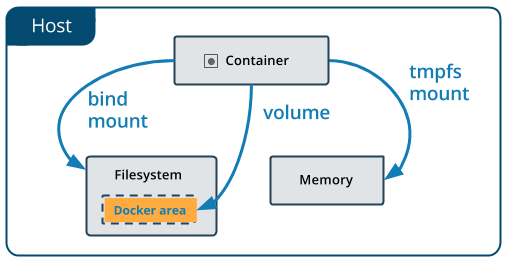 Host
Container
bind
mount
volume
tmpfs
mount
Filesystem
Docker area
Memory